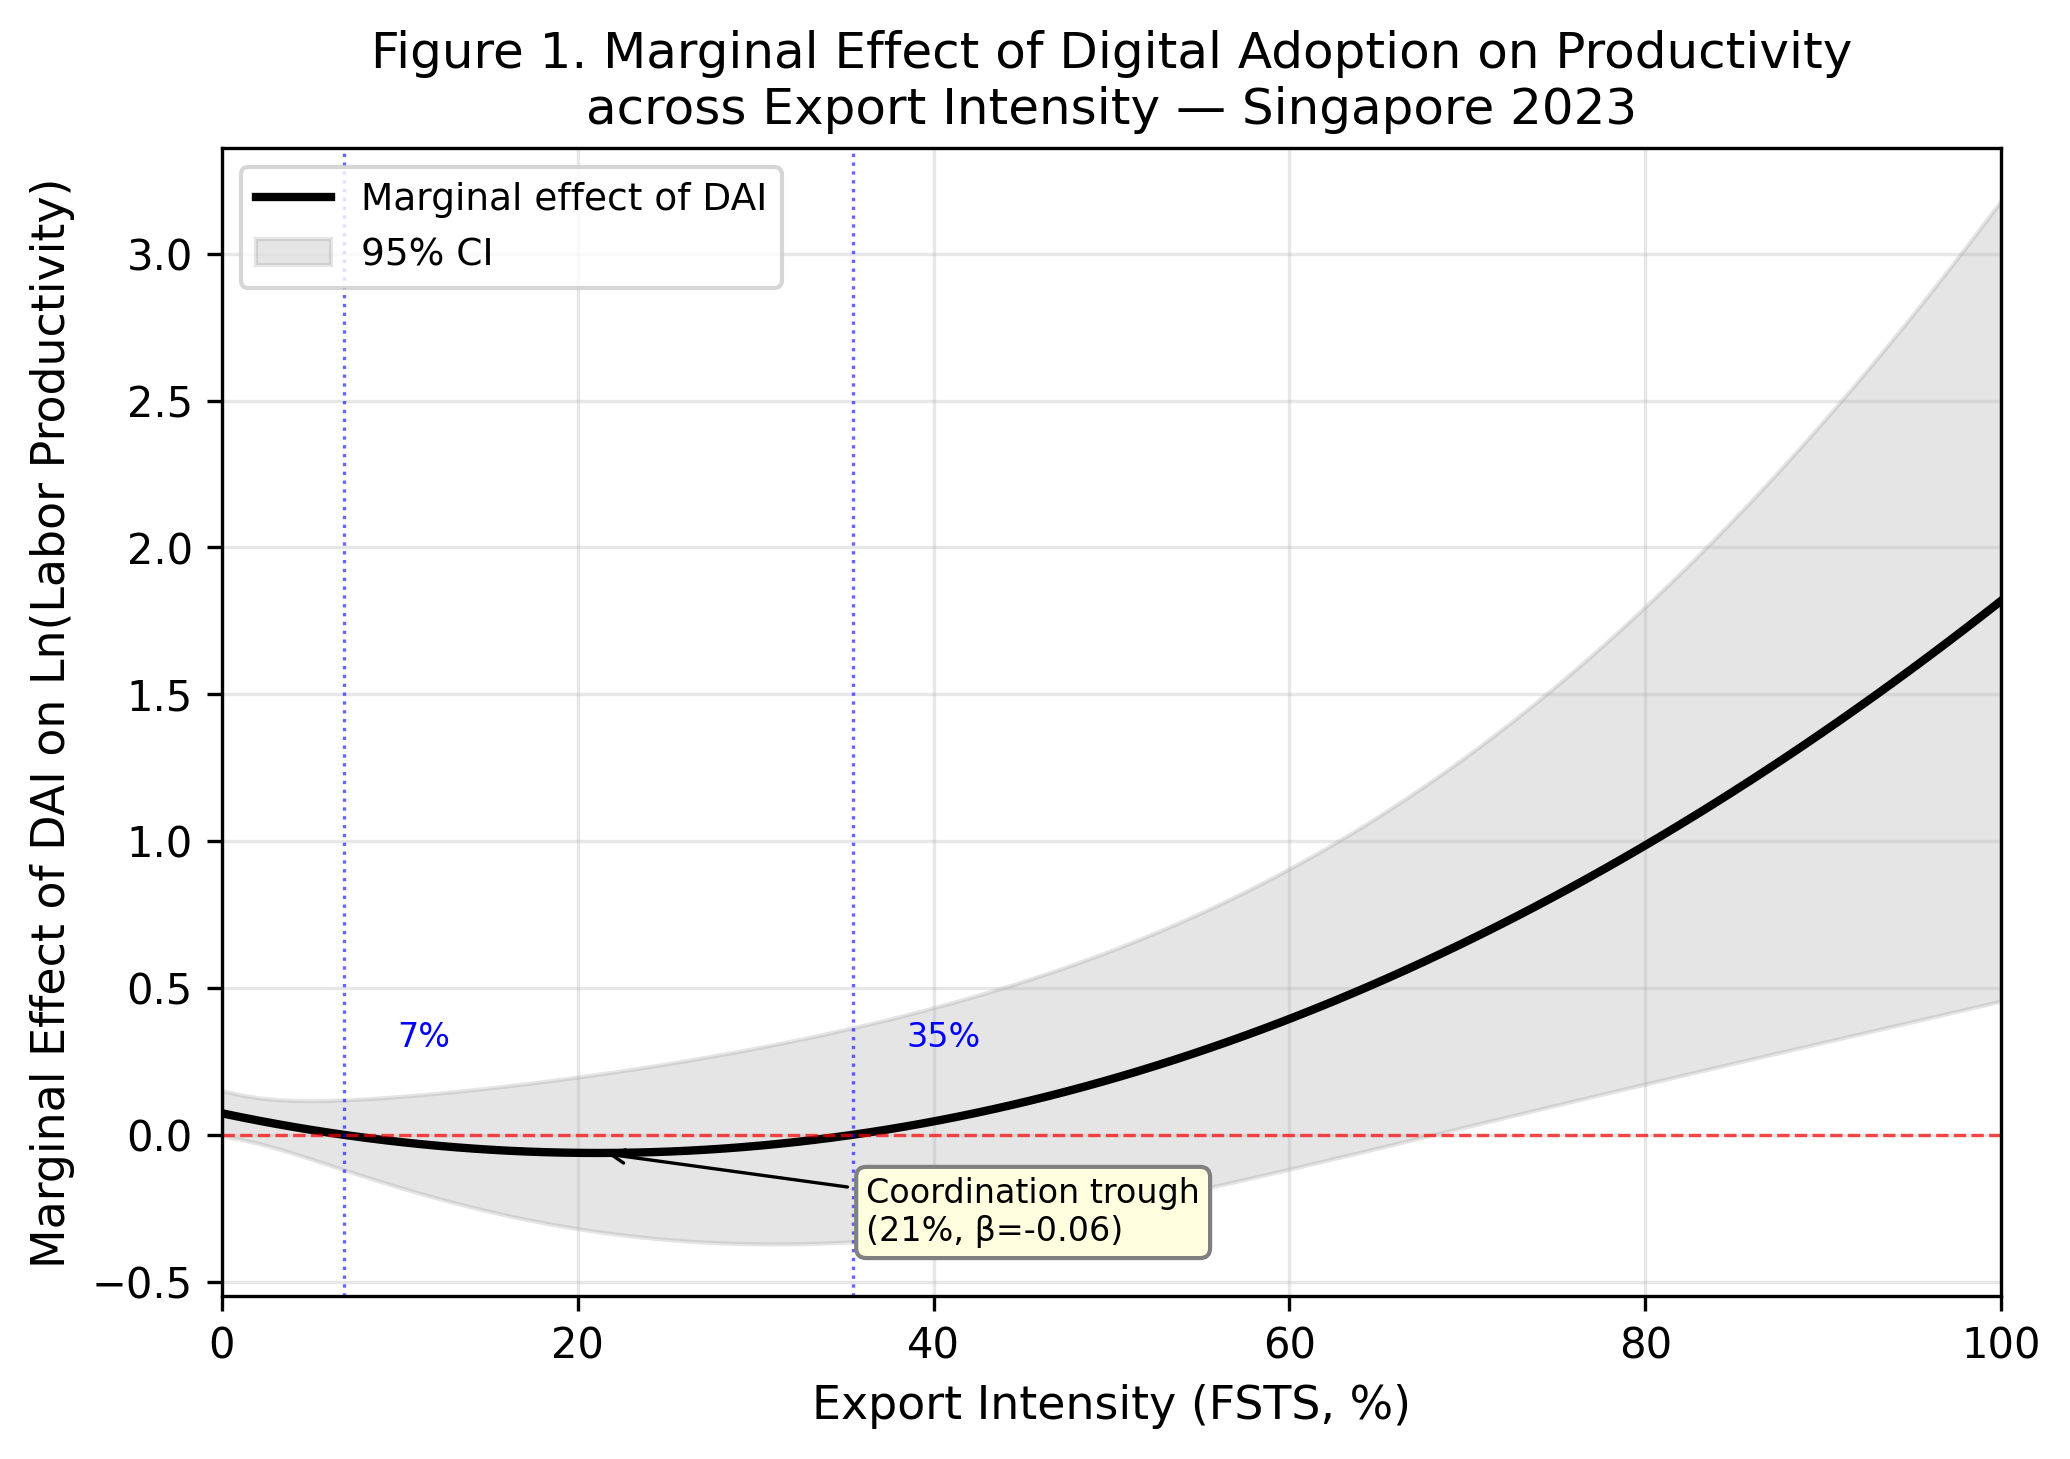 Figure 1. Marginal Effect of Digital Adoption on Productivity
across Export Intensity — Singapore 2023
Marginal effect of DAI
95% CI
Marginal Effect of DAI on Ln(Labor Productivity)
3.0
2.5
2.0
1.5
1.0
0.5
0.0
−0.5
7%
35%
Coordination trough
(21%, β=-0.06)
0
20
40
60
80
100
Export Intensity (FSTS, %)